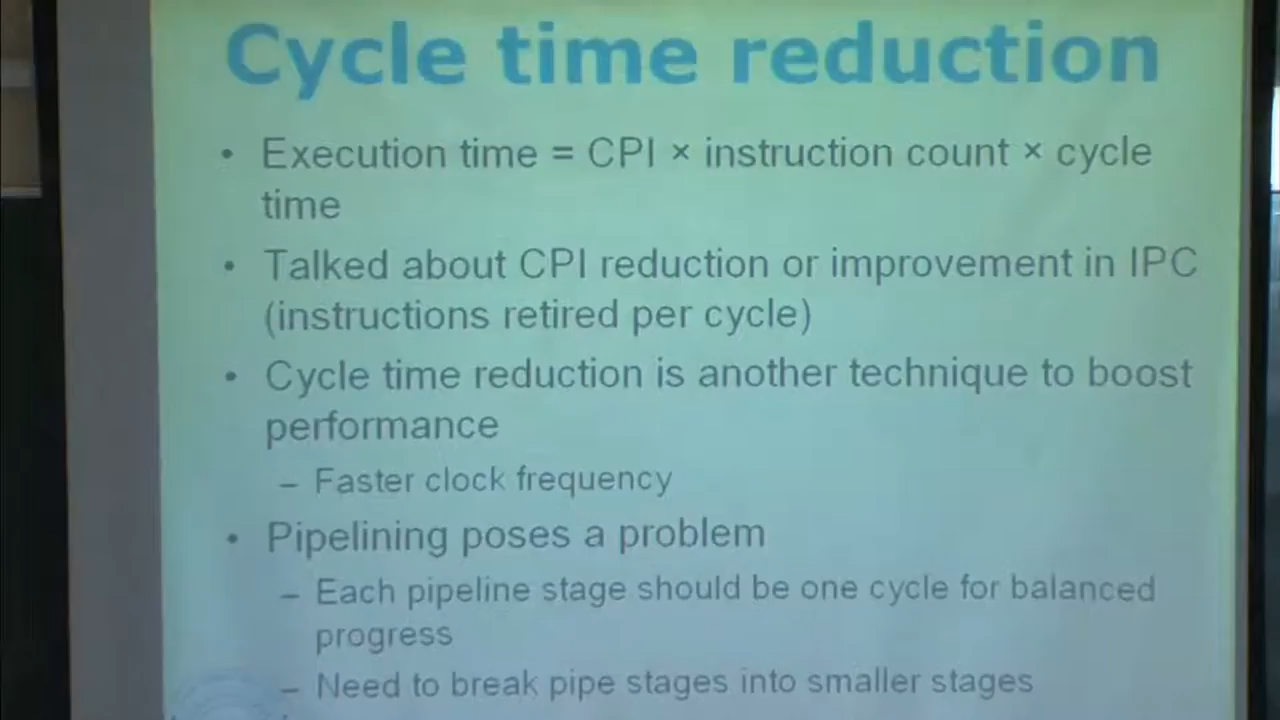 Cycle time reduction
• Execution time = CPI × instruction count × cycle
time
• Talked about CPI reduction or improvement in IPC
(instructions retired per cycle)
• Cycle time reduction is another technique to boost
performance
– Faster clock frequency
• Pipelining poses a problem
– Each pipeline stage should be one cycle for balanced
progress
– Need to break pipe stages into smaller stages